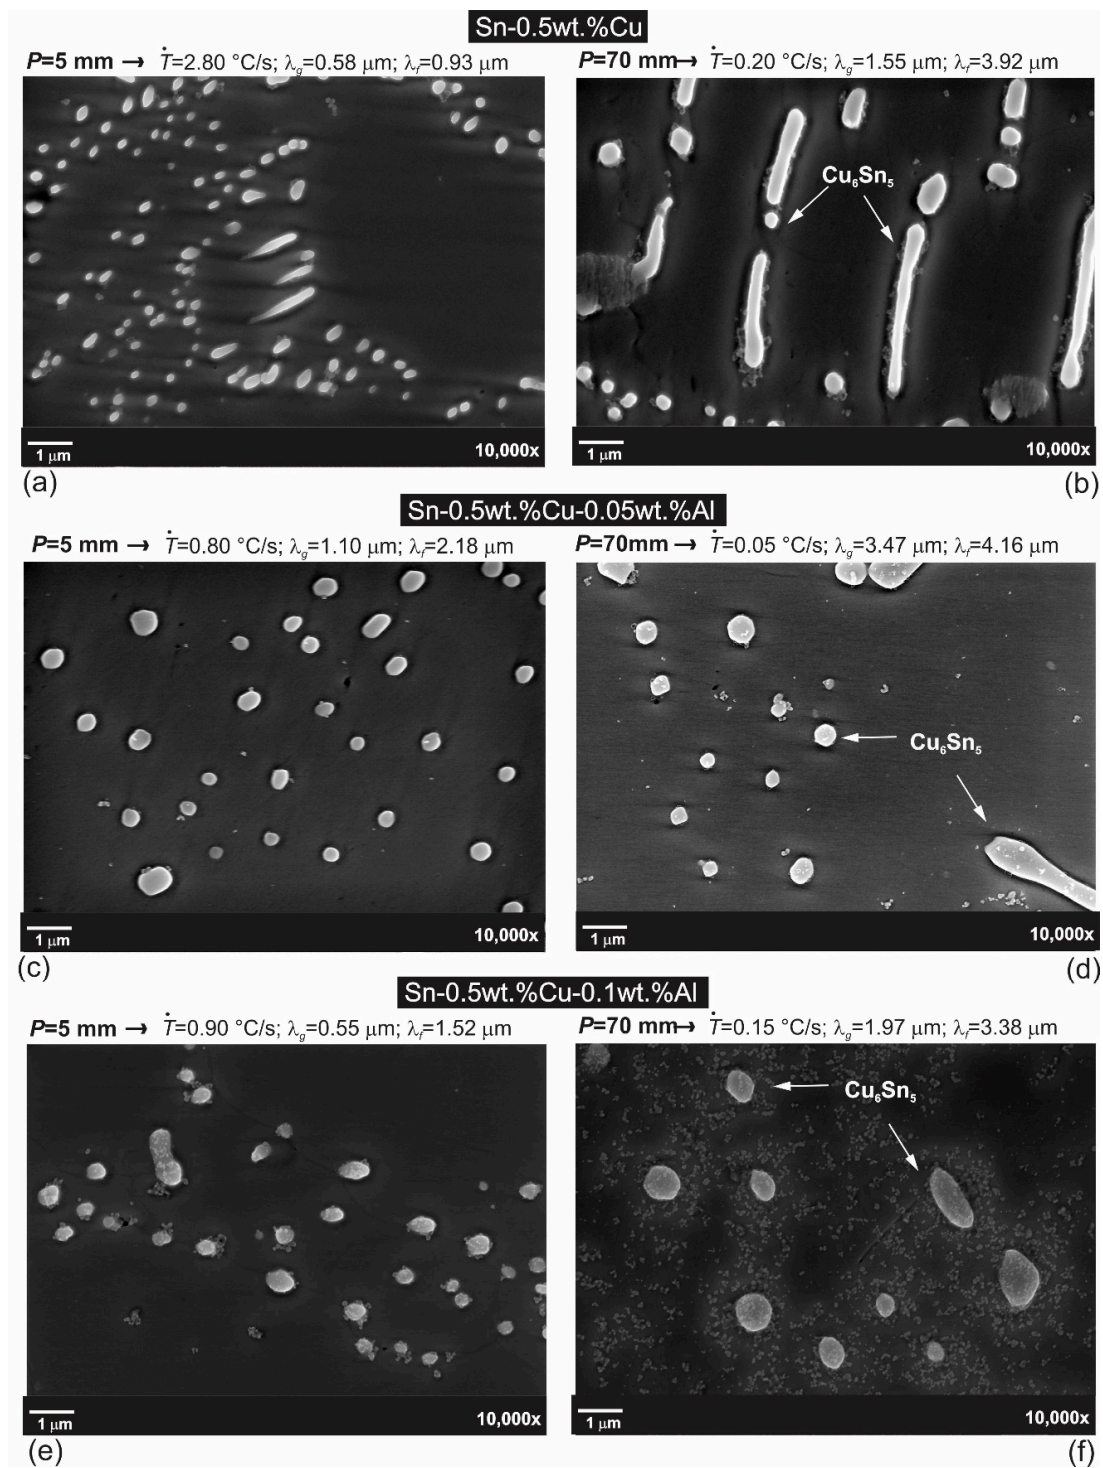 Sn-0.5wt.%Cu
P=5 mm → Ṫ=2.80 °C/s; λg=0.58 μm; λf=0.93 μm
P=70 mm→ Ṫ=0.20 °C/s; λg=1.55 μm; λf=3.92 μm
Cu₆Sn₅
1 μm
10,000x
1 μm
10,000x
(a)
(b)
Sn-0.5wt.%Cu-0.05wt.%Al
P=5 mm → Ṫ=0.80 °C/s; λg=1.10 μm; λf=2.18 μm
P=70mm → Ṫ=0.05 °C/s; λg=3.47 μm; λf=4.16 μm
Cu₆Sn₅
1 μm
10,000x
1 μm
10,000x
(c)
(d)
Sn-0.5wt.%Cu-0.1wt.%Al
P=5 mm → Ṫ=0.90 °C/s; λg=0.55 μm; λf=1.52 μm
P=70 mm→ Ṫ=0.15 °C/s; λg=1.97 μm; λf=3.38 μm
Cu₆Sn₅
1 μm
10,000x
1 μm
10,000x
(e)
(f)